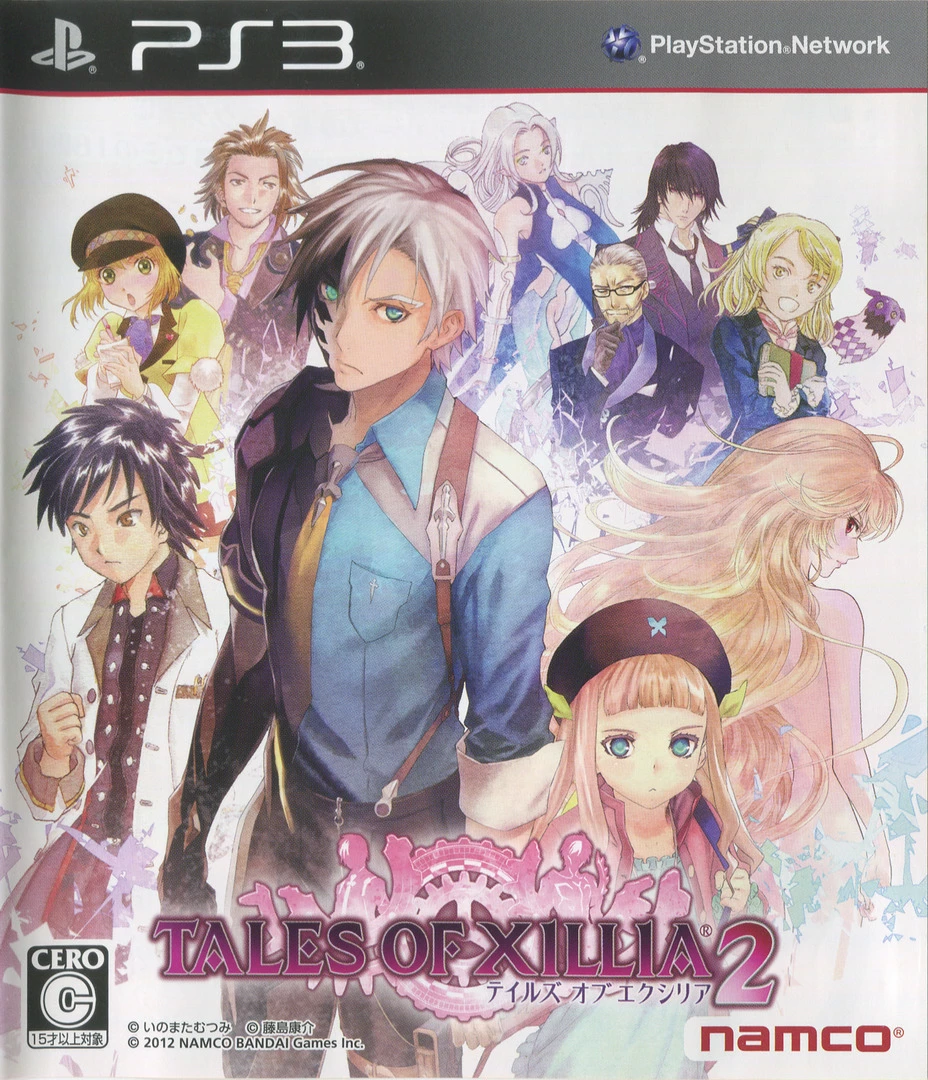 PS3®
PlayStation®Network
TALES OF XILLIA® 2
テイルズ オブ エクシリア
CERO
C
15才以上対象
© いのまたむつみ © 藤島康介
© 2012 NAMCO BANDAI Games Inc.
namco®